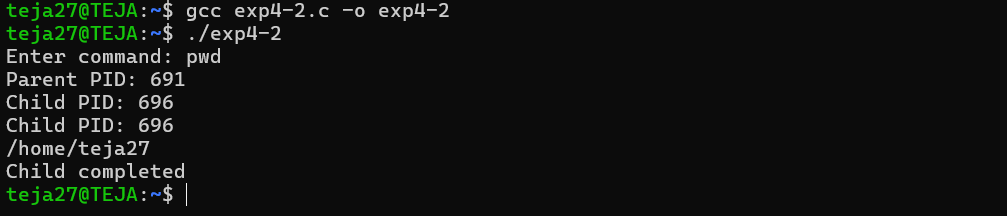 teja27@TEJA:~$ gcc exp4-2.c -o exp4-2
teja27@TEJA:~$ ./exp4-2
Enter command: pwd
Parent PID: 691
Child PID: 696
Child PID: 696
/home/teja27
Child completed
teja27@TEJA:~$